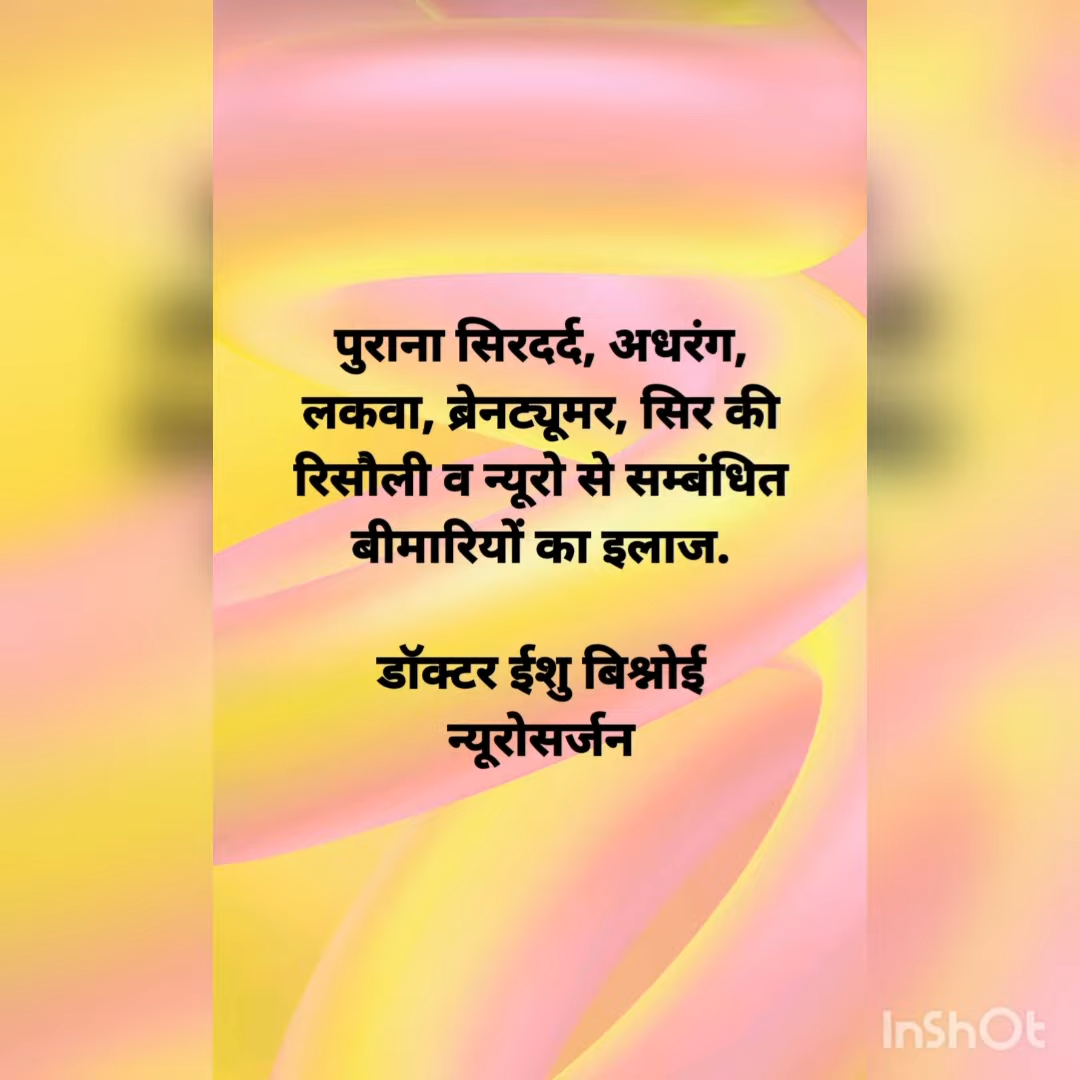 पुराना सिरदर्द, अधरंग,
लकवा, ब्रेनट्यूमर, सिर की
रिसौली व न्यूरो से सम्बंधित
बीमारियों का इलाज.
डॉक्टर ईशु बिश्नोई
न्यूरोसर्जन
InShOt